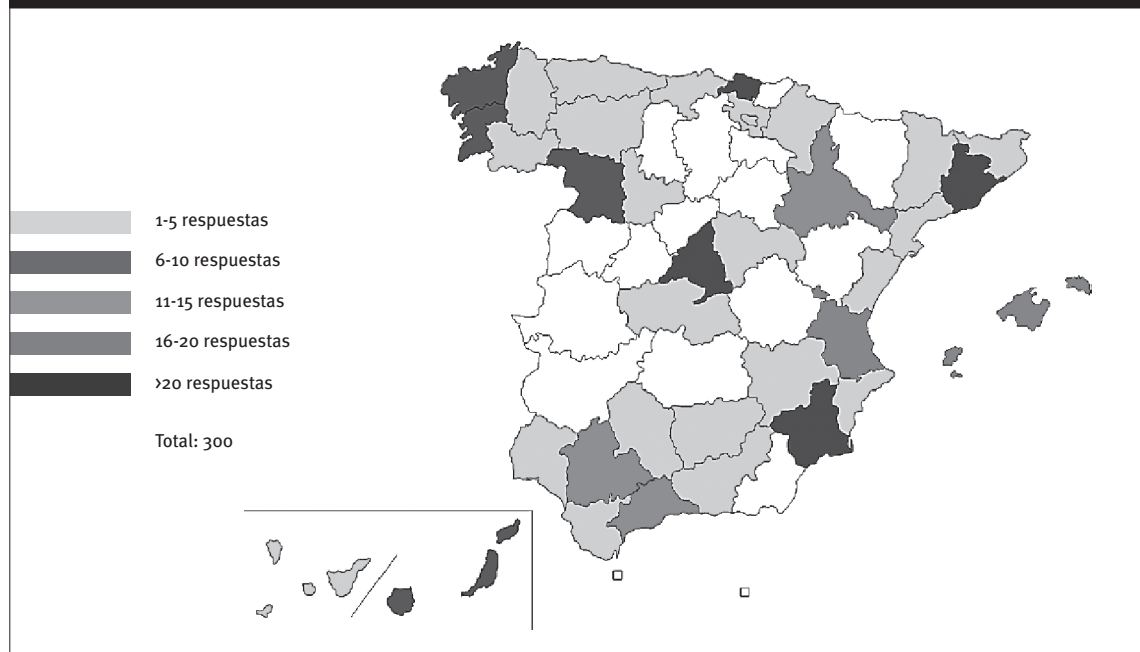 1-5 respuestas
6-10 respuestas
11-15 respuestas
16-20 respuestas
>20 respuestas
Total: 300